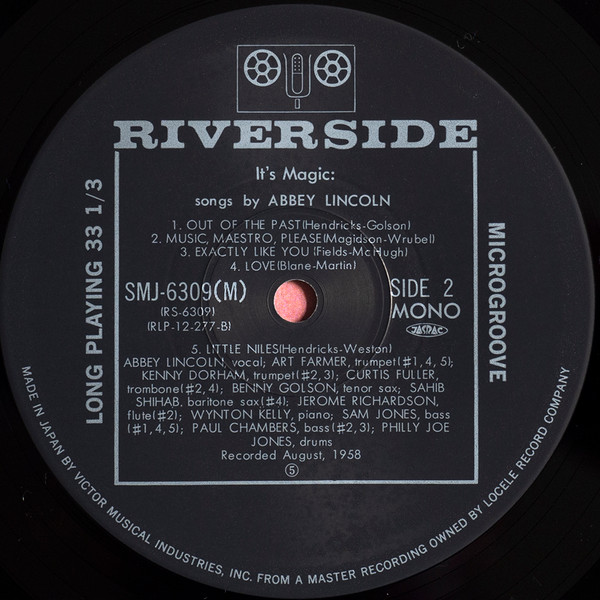 RIVERSIDE
It's Magic:
songs by ABBEY LINCOLN
1. OUT OF THE PAST(Hendricks-Golson)
2. MUSIC, MAESTRO, PLEASE(Magidson-Wrubel)
3. EXACTLY LIKE YOU(Fields-McHugh)
4. LOVE(Blane-Martin)
SMJ-6309(M)
(RS-6309)
(RLP-12-277-B)
SIDE 2
MONO
JASRAC
5. LITTLE NILES(Hendricks-Weston)
ABBEY LINCOLN, vocal; ART FARMER, trumpet(#1,4,5);
KENNY DORHAM, trumpet(#2,3); CURTIS FULLER,
trombone(#2,4); BENNY GOLSON, tenor sax; SAHIB
SHIHAB, baritone sax(#4); JEROME RICHARDSON,
flute(#2); WYNTON KELLY, piano; SAM JONES, bass
(#1,4,5); PAUL CHAMBERS, bass(#2,3); PHILLY JOE
JONES, drums
Recorded August, 1958
⑤
LONG PLAYING 33 1/3
MICROGROOVE
MADE IN JAPAN BY VICTOR MUSICAL INDUSTRIES, INC. FROM A MASTER RECORDING OWNED BY LOCELE RECORD COMPANY